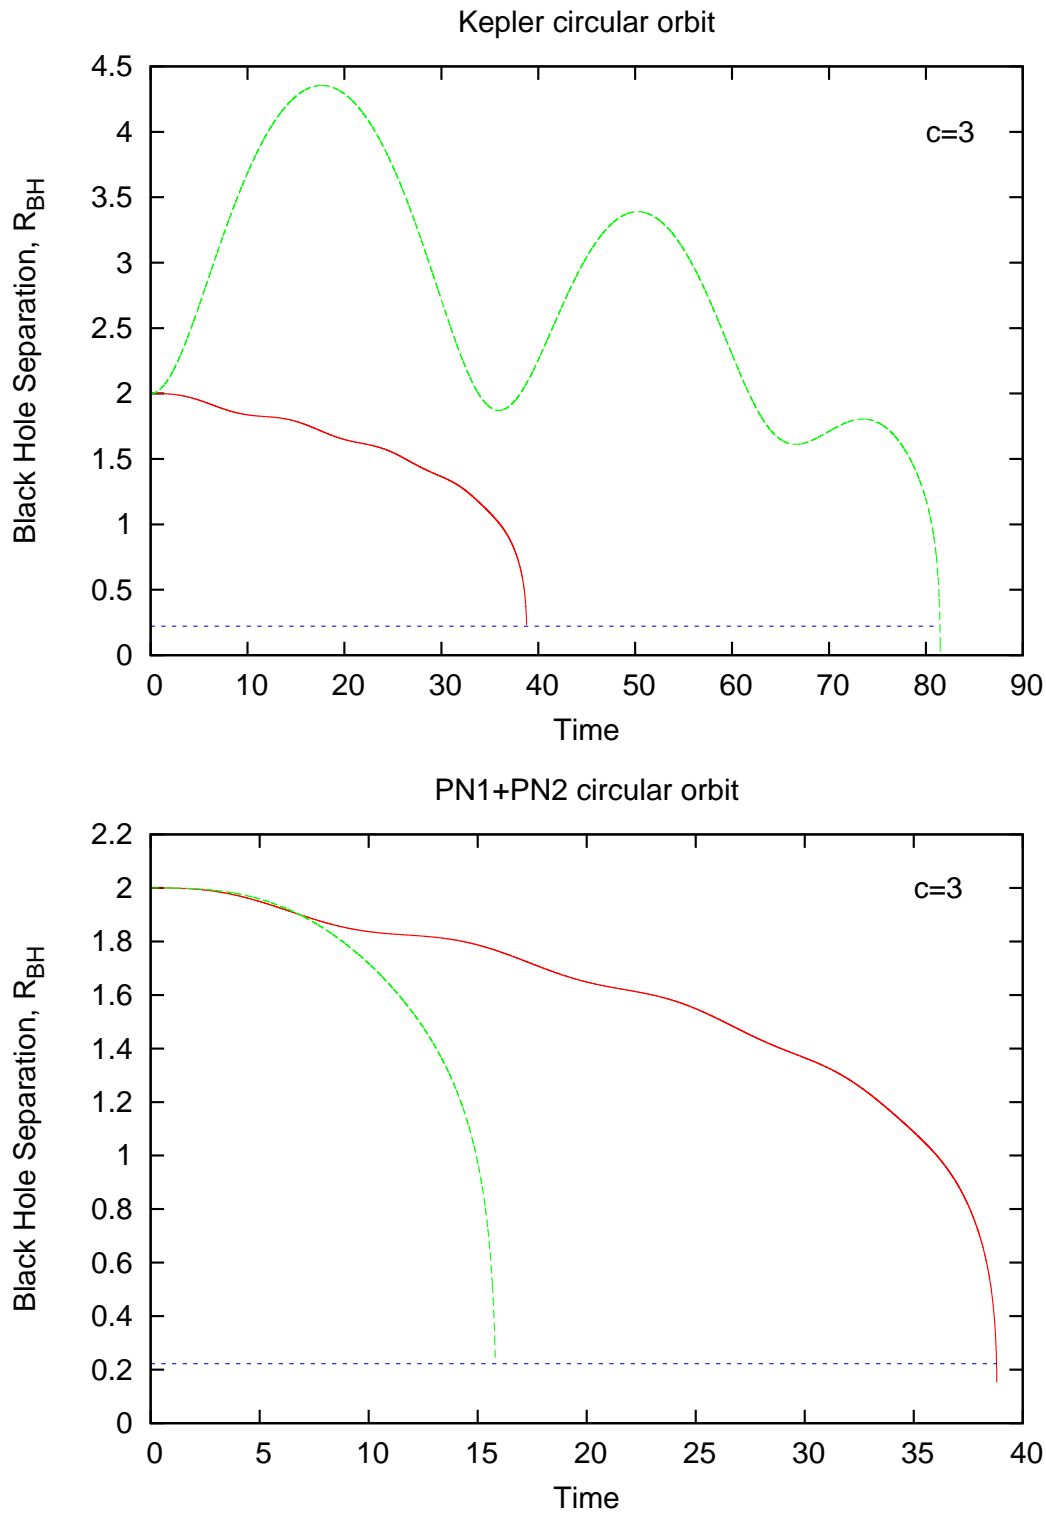 Kepler circular orbit
4.5
4
3.5
3
2.5
2
1.5
1
0.5
0
c=3
Black Hole Separation, R_BH
0 10 20 30 40 50 60 70 80 90
Time
PN1+PN2 circular orbit
2.2
2
1.8
1.6
1.4
1.2
1
0.8
0.6
0.4
0.2
0
c=3
Black Hole Separation, R_BH
0 5 10 15 20 25 30 35 40
Time